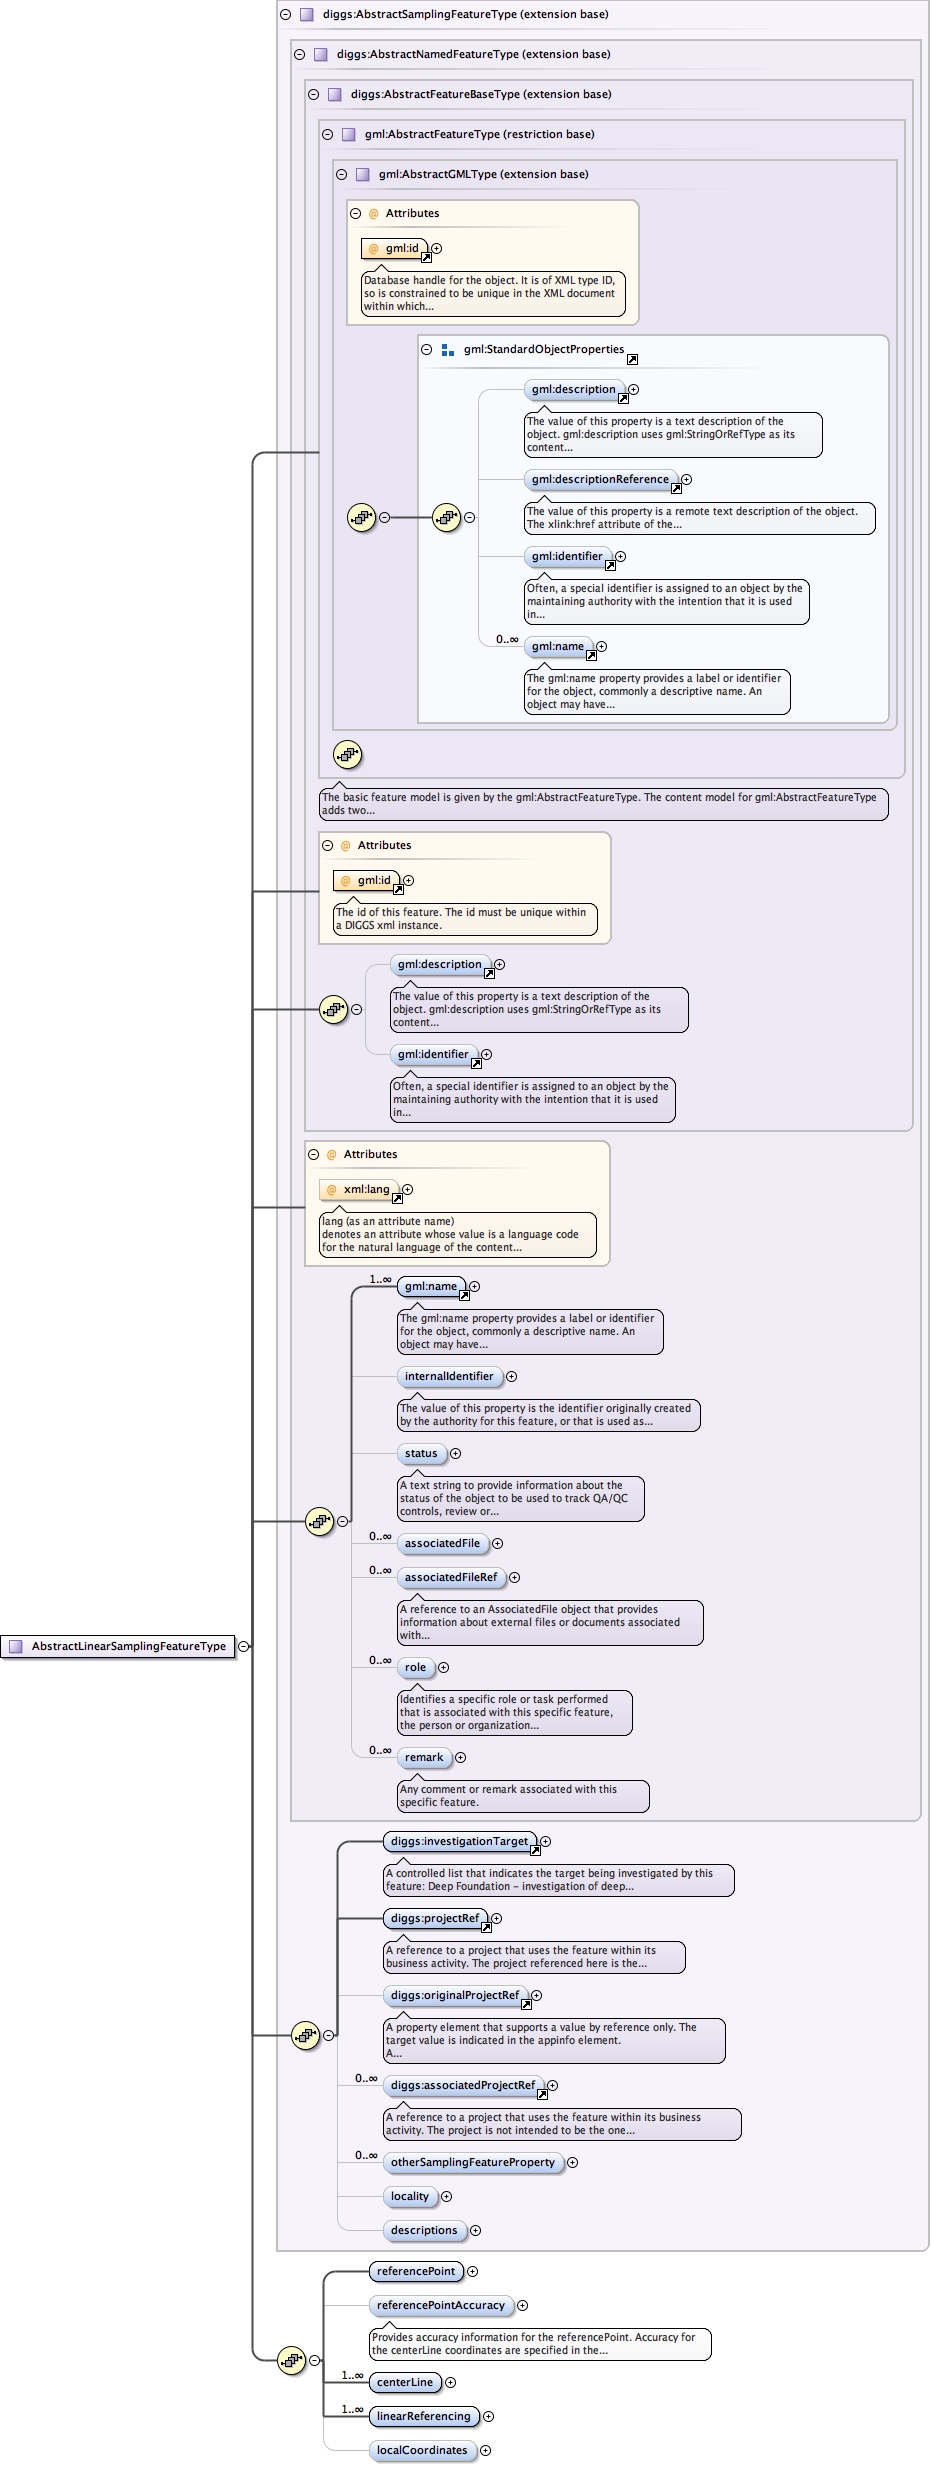 diggs:AbstractSamplingFeatureType (extension base)
diggs:AbstractNamedFeatureType (extension base)
diggs:AbstractFeatureBaseType (extension base)
gml:AbstractFeatureType (restriction base)
gml:AbstractGMLType (extension base)
@ Attributes
@ gml:id
Database handle for the object. It is of XML type ID,
so is constrained to be unique in the XML document
within which...
gml:StandardObjectProperties
gml:description
The value of this property is a text description of the
object. gml:description uses gml:StringOrRefType as its
content...
gml:descriptionReference
The value of this property is a remote text description of the object.
The xlink:href attribute of the...
gml:identifier
Often, a special identifier is assigned to an object by the
maintaining authority with the intention that it is used
in...
0..∞ gml:name
The gml:name property provides a label or identifier
for the object, commonly a descriptive name. An
object may have...
The basic feature model is given by the gml:AbstractFeatureType. The content model for gml:AbstractFeatureType
adds two...
@ Attributes
@ gml:id
The id of this feature. The id must be unique within
a DIGGS xml instance.
gml:description
The value of this property is a text description of the
object. gml:description uses gml:StringOrRefType as its
content...
gml:identifier
Often, a special identifier is assigned to an object by the
maintaining authority with the intention that it is used
in...
@ Attributes
@ xml:lang
lang (as an attribute name)
denotes an attribute whose value is a language code
for the natural language of the content...
1..∞ gml:name
The gml:name property provides a label or identifier
for the object, commonly a descriptive name. An
object may have...
internalIdentifier
The value of this property is the identifier originally created
by the authority for this feature, or that is used as...
status
A text string to provide information about the
status of the object to be used to track QA/QC
controls, review or...
0..∞ associatedFile
0..∞ associatedFileRef
A reference to an AssociatedFile object that provides
information about external files or documents associated
with...
AbstractLinearSamplingFeatureType
0..∞ role
Identifies a specific role or task performed
that is associated with this specific feature,
the person or organization...
0..∞ remark
Any comment or remark associated with this
specific feature.
diggs:investigationTarget
A controlled list that indicates the target being investigated by this
feature: Deep Foundation - investigation of deep...
diggs:projectRef
A reference to a project that uses the feature within its
business activity. The project referenced here is the...
diggs:originalProjectRef
A property element that supports a value by reference only. The
target value is indicated in the appinfo element.
A...
0..∞ diggs:associatedProjectRef
A reference to a project that uses the feature within its business
activity. The project is not intended to be the one...
0..∞ otherSamplingFeatureProperty
locality
descriptions
referencePoint
referencePointAccuracy
Provides accuracy information for the referencePoint. Accuracy for
the centerLine coordinates are specified in the...
1..∞ centerLine
1..∞ linearReferencing
localCoordinates